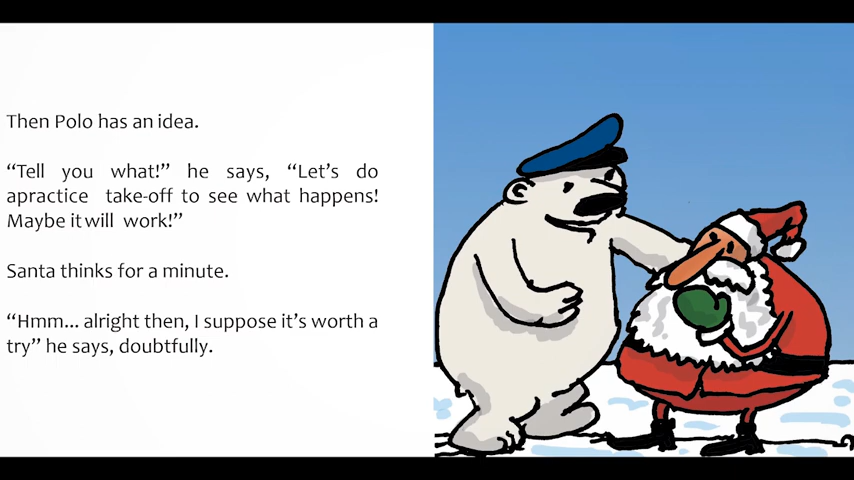 Then Polo has an idea.
“Tell you what!” he says, “Let’s do
apractice take-off to see what happens!
Maybe it will work!”
Santa thinks for a minute.
“Hmm... alright then, I suppose it’s worth a
try” he says, doubtfully.